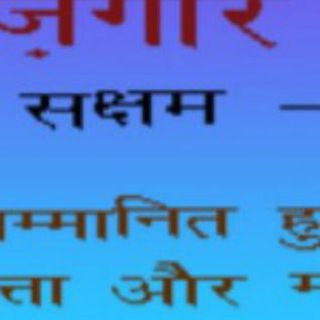 ज़गार
सक्षम –
म्मानित हु
त्ता और म